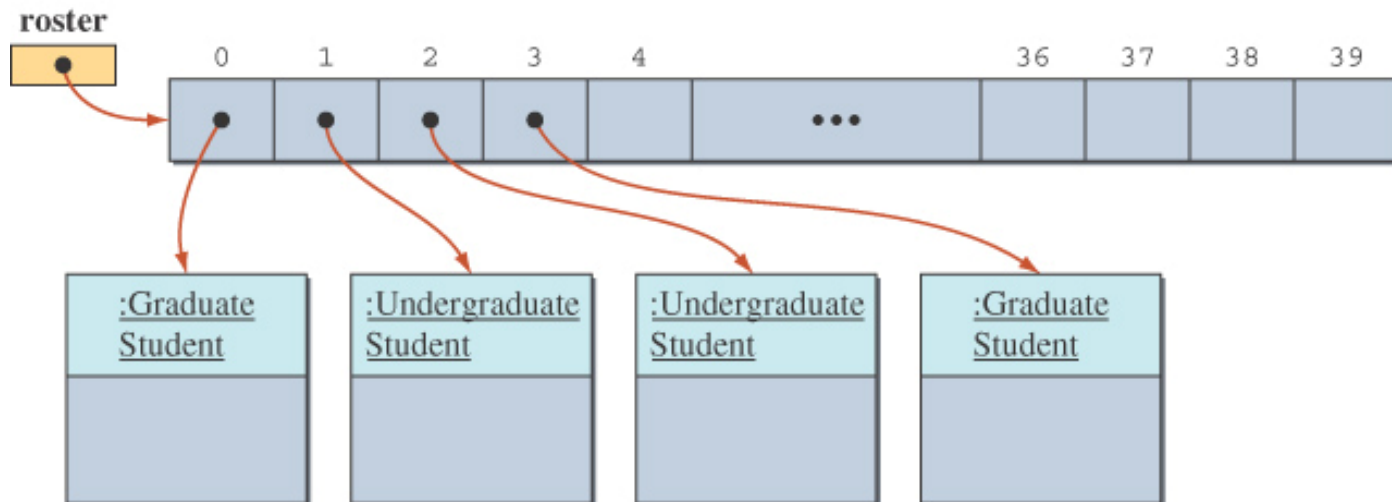 roster
0 1 2 3 4 36 37 38 39
:Graduate Student
:Undergraduate Student
:Undergraduate Student
:Graduate Student